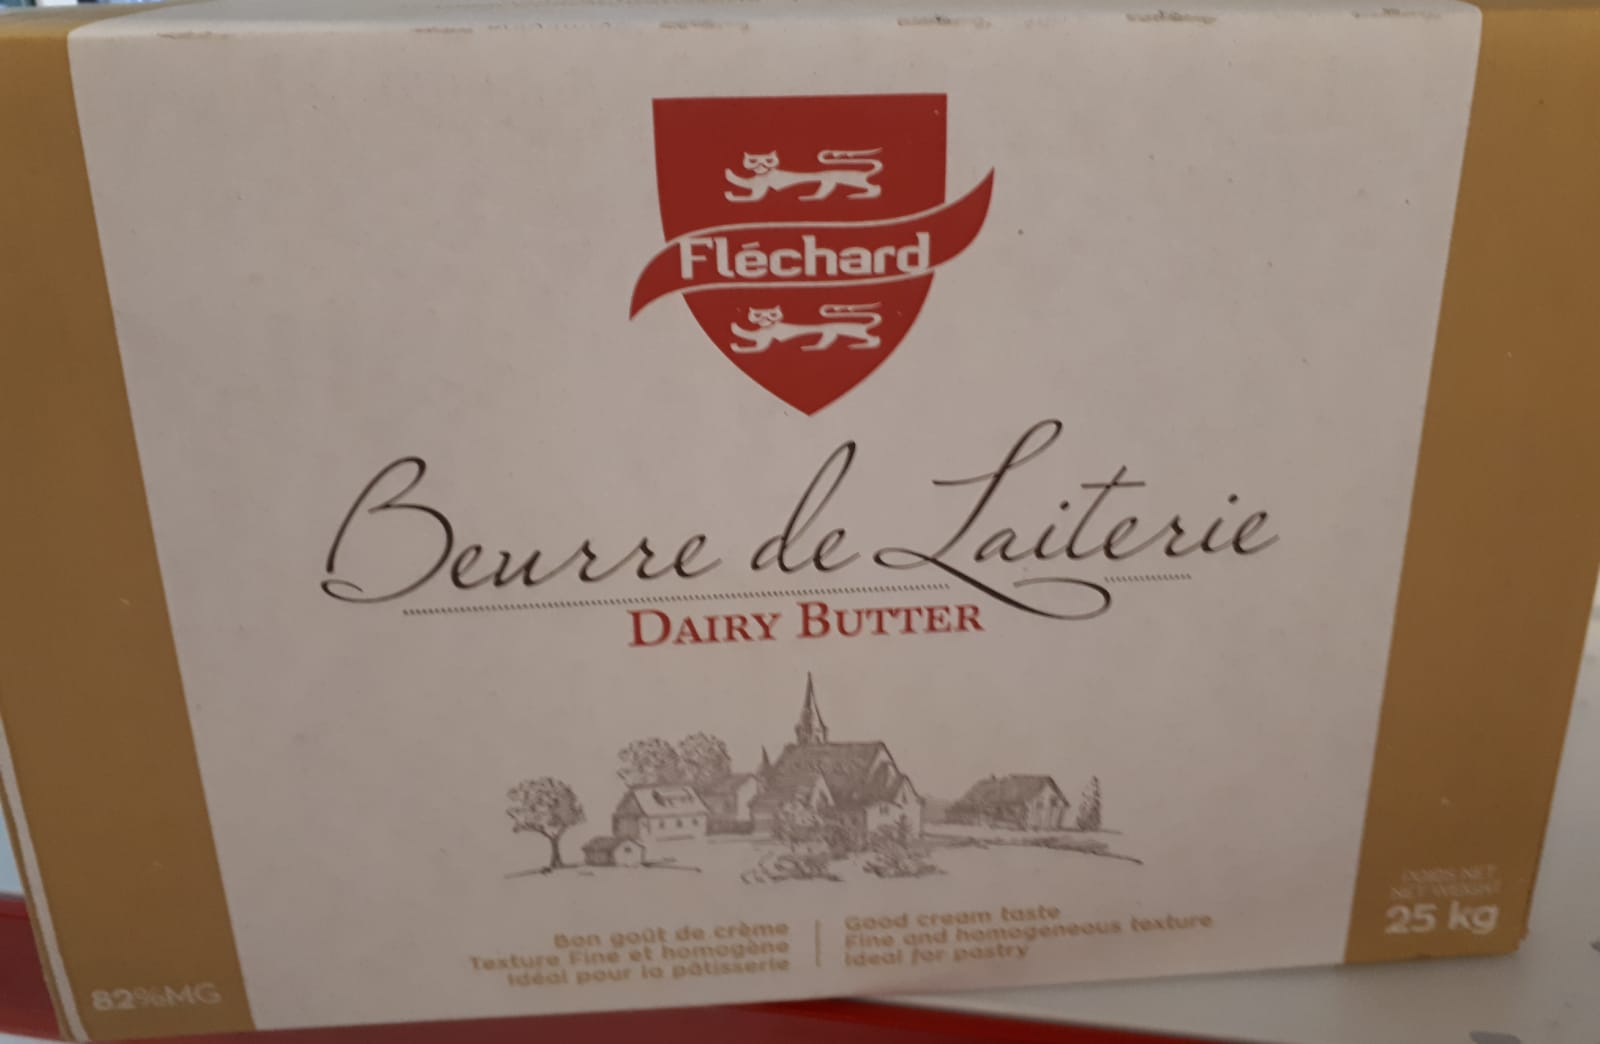 Fléchard
Beurre de Laiterie
DAIRY BUTTER
Bon goût de crème
Texture Fine et homogène
Idéal pour la pâtisserie
Good cream taste
Fine and homogeneous texture
Ideal for pastry
82%MG
POIDS NET
NET WEIGHT
25 kg